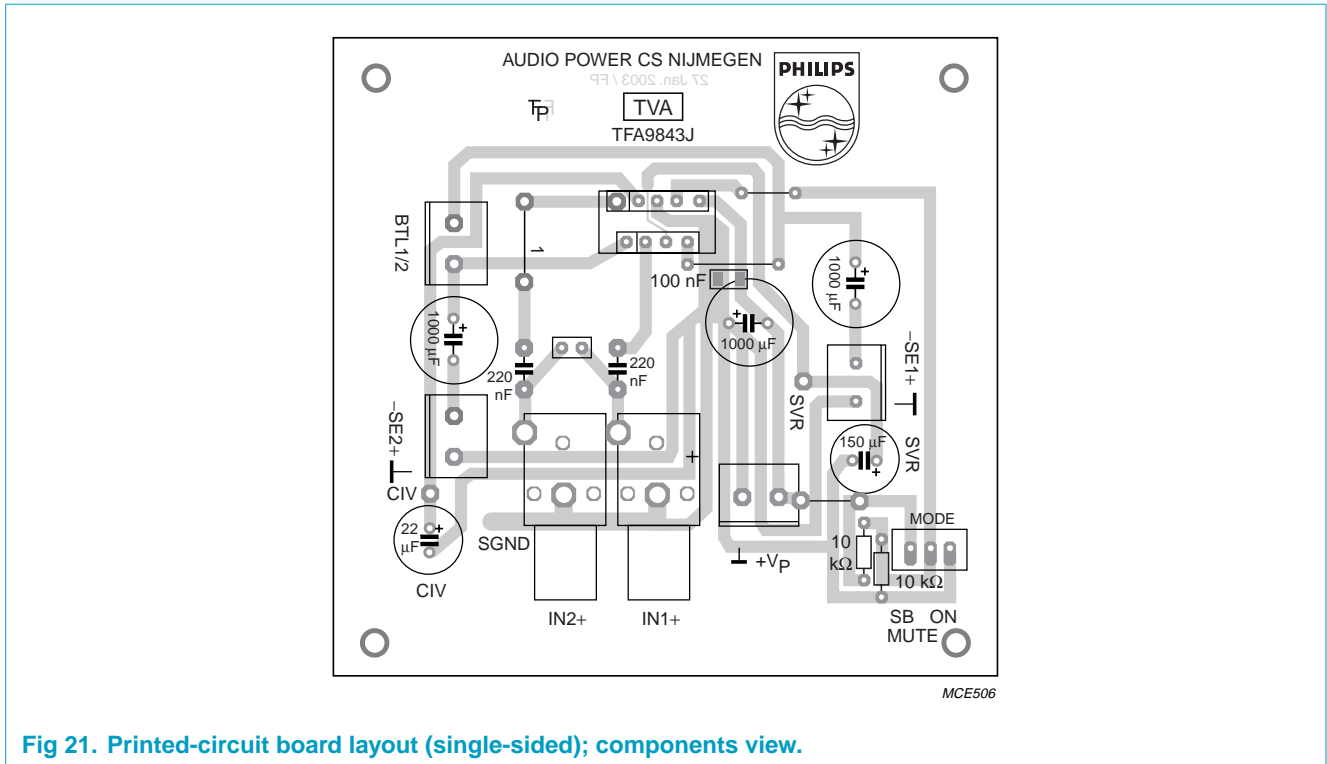 AUDIO POWER CS NIJMEGEN
27 Jan. 2003 / FP
PHILIPS
TVA
TFA9843J
BTL1/2
1
100 nF
1000 µF
1000 µF
1000 µF
220
nF
220
nF
−SE1+
SVR
−SE2+
150 µF
SVR
CIV
22
µF
CIV
SGND
+
+VP
10
kΩ
MODE
10 kΩ
IN2+
IN1+
SB ON
MUTE
MCE506
Fig 21. Printed-circuit board layout (single-sided); components view.